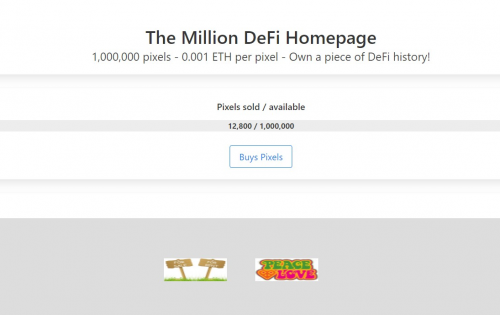 The Million DeFi Homepage
1,000,000 pixels - 0.001 ETH per pixel - Own a piece of DeFi history!
Pixels sold / available
12,800 / 1,000,000
Buys Pixels
PEACE
LOVE